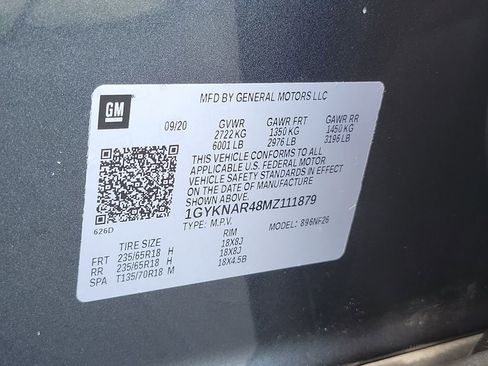 GM
MFD BY GENERAL MOTORS LLC
09/20 GVWR GAWR FRT GAWR RR
2722 KG 1350 KG 1450 KG
6001 LB 2976 LB 3196 LB
THIS VEHICLE CONFORMS TO ALL
APPLICABLE U.S. FEDERAL MOTOR
VEHICLE SAFETY STANDARDS IN EFFECT
ON THE DATE OF MANUFACTURE
SHOWN ABOVE.
1GYKNAR48MZ111879
626D TYPE: M.P.V. 896NF26
TIRE SIZE RIM
FRT 235/65R18 H 18X8J
RR 235/65R18 H 18X8J
SPA T135/70R18 M 18X4.5B